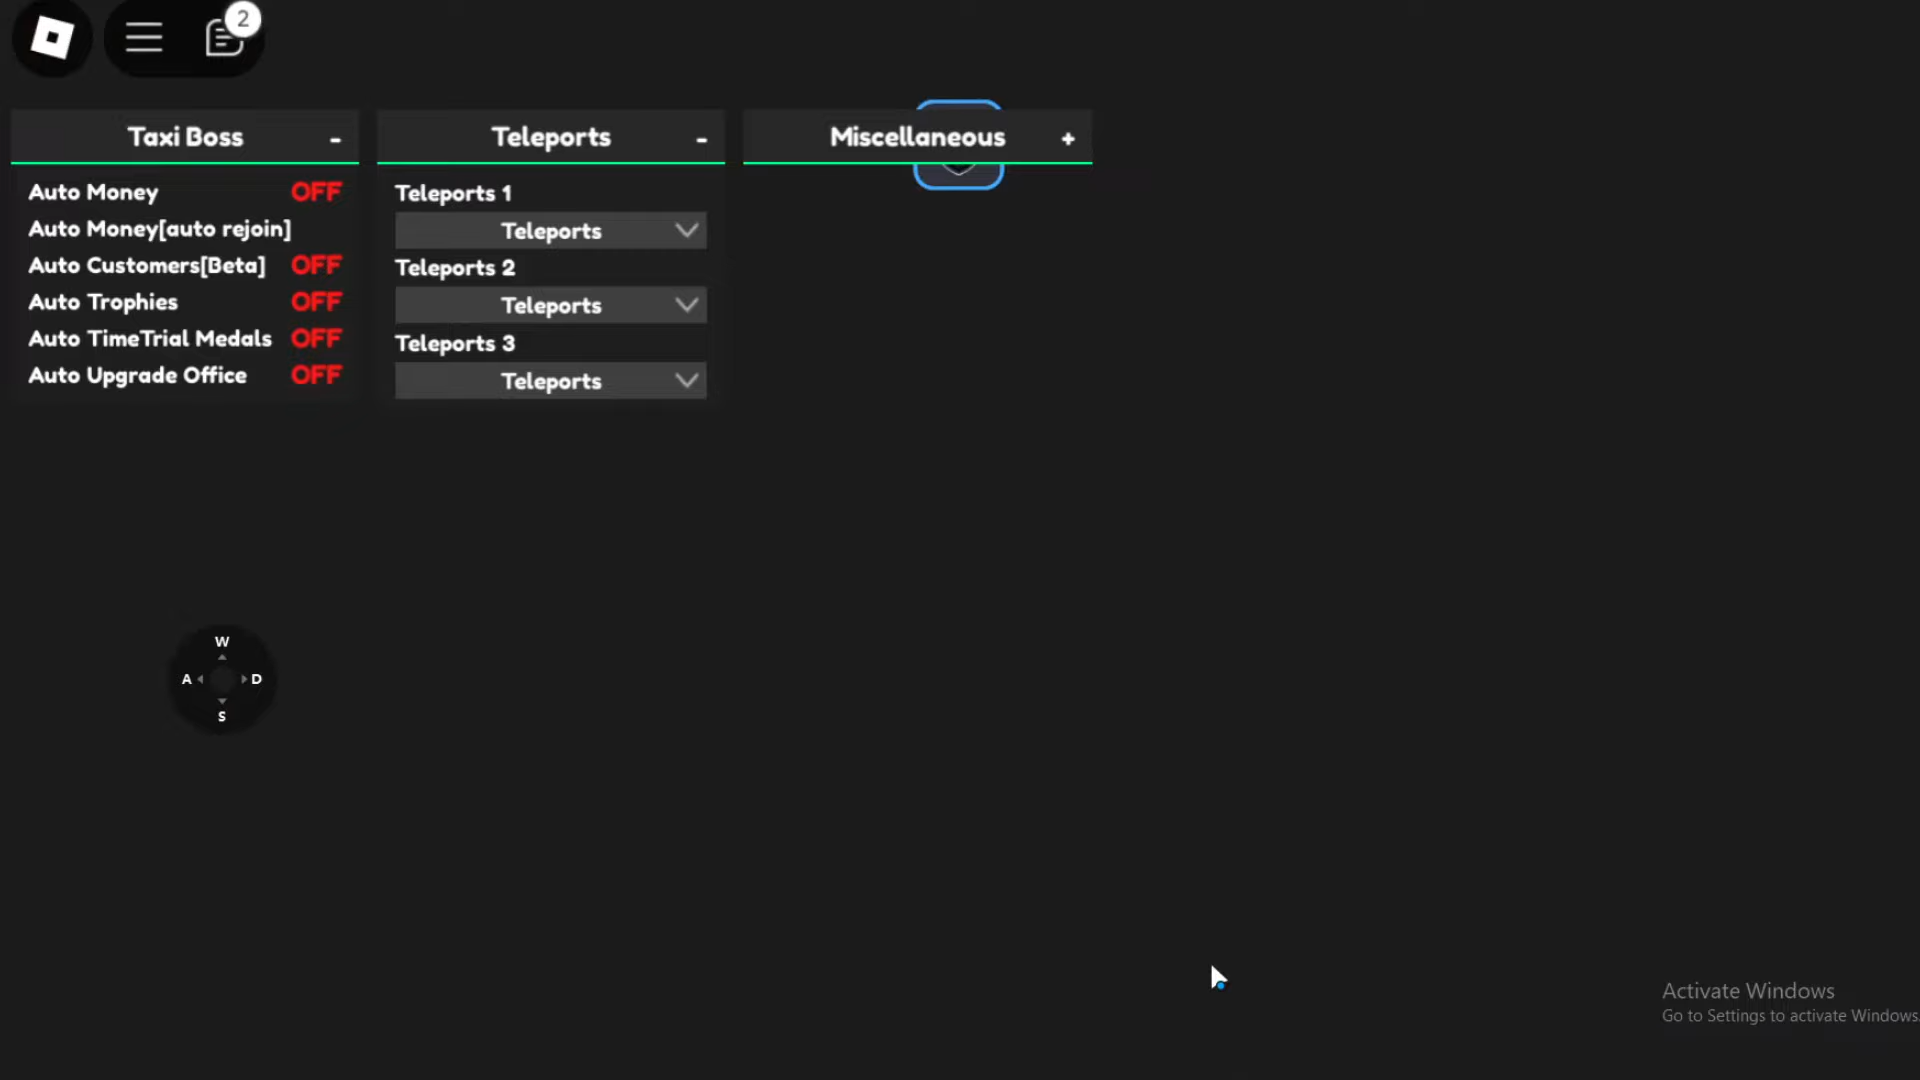 2
Taxi Boss -
Auto Money OFF
Auto Money[auto rejoin]
Auto Customers[Beta] OFF
Auto Trophies OFF
Auto TimeTrial Medals OFF
Auto Upgrade Office OFF
Teleports -
Teleports 1
Teleports
Teleports 2
Teleports
Teleports 3
Teleports
Miscellaneous +
W
A D
S
Activate Windows
Go to Settings to activate Windows.